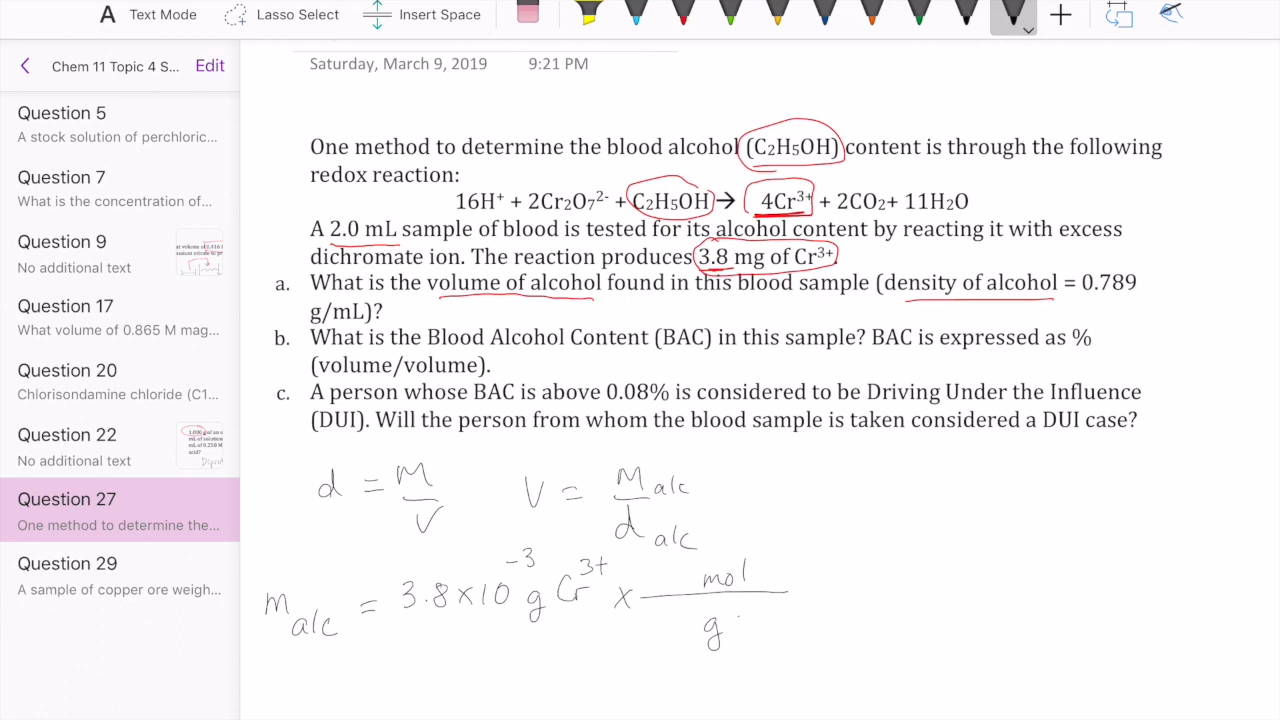 A Text Mode Lasso Select Insert Space
Chem 11 Topic 4 S... Edit
Question 5
A stock solution of perchloric...
Question 7
What is the concentration of...
Question 9
No additional text
Question 17
What volume of 0.865 M mag...
Question 20
Chlorisondamine chloride (C1...
Question 22
No additional text
Question 27
One method to determine the...
Question 29
A sample of copper ore weigh...
Saturday, March 9, 2019 9:21 PM
One method to determine the blood alcohol (C2H5OH) content is through the following
redox reaction:
16H⁺ + 2Cr₂O₇²⁻ + C2H5OH → 4Cr³⁺ + 2CO2+ 11H2O
A 2.0 mL sample of blood is tested for its alcohol content by reacting it with excess
dichromate ion. The reaction produces 3.8 mg of Cr³⁺.
a. What is the volume of alcohol found in this blood sample (density of alcohol = 0.789
g/mL)?
b. What is the Blood Alcohol Content (BAC) in this sample? BAC is expressed as %
(volume/volume).
c. A person whose BAC is above 0.08% is considered to be Driving Under the Influence
(DUI). Will the person from whom the blood sample is taken considered a DUI case?
d = M/V V = M alc / d alc
m alc = 3.8 x 10⁻³ g Cr³⁺ x mol / g